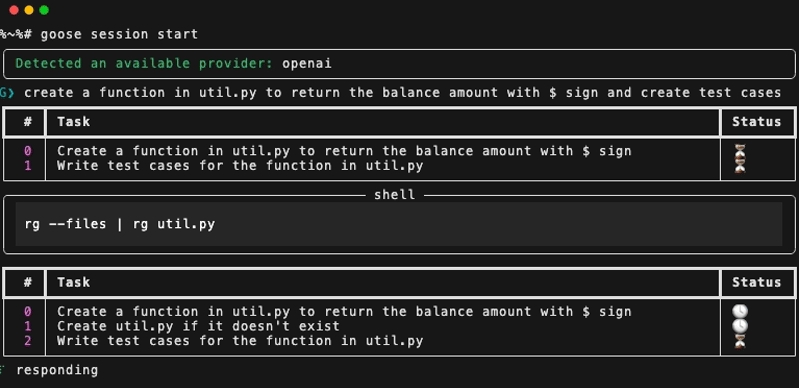 %~%# goose session start
Detected an available provider: openai
G❯ create a function in util.py to return the balance amount with $ sign and create test cases
# Task Status
0 Create a function in util.py to return the balance amount with $ sign ⏳
1 Write test cases for the function in util.py ⏳
shell
rg --files | rg util.py
# Task Status
0 Create a function in util.py to return the balance amount with $ sign 🕓
1 Create util.py if it doesn't exist 🕓
2 Write test cases for the function in util.py ⏳
responding